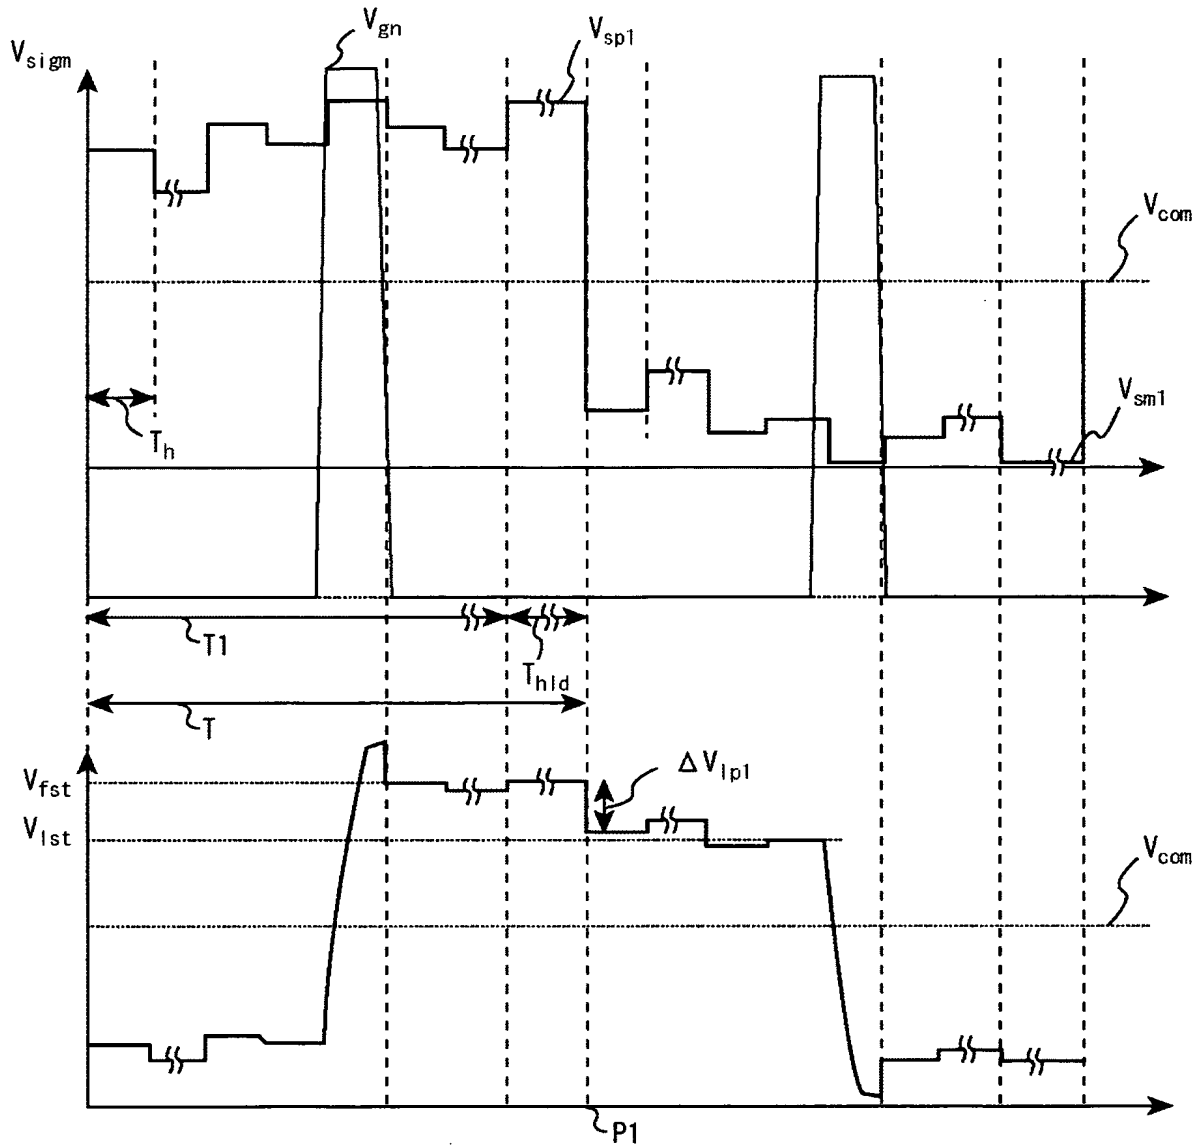 Vgn
Vsp1
Vsigm
Vcom
Vsm1
Th
T1
Thld
T
ΔVlp1
Vfst
Vlst
Vcom
P1